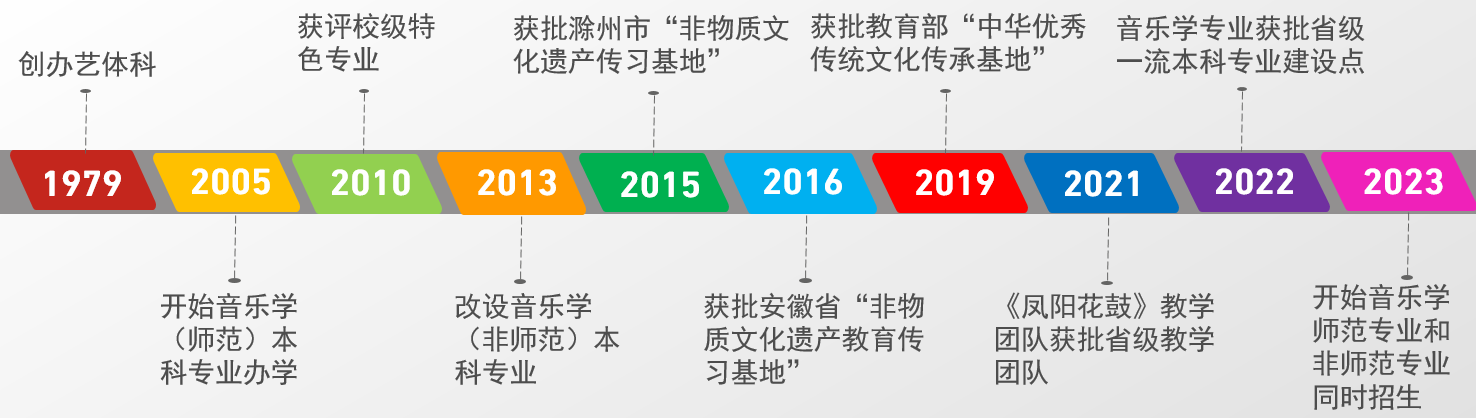 创办艺体科
获评校级特
色专业
获批滁州市“非物质文
化遗产传习基地”
获批教育部“中华优秀
传统文化传承基地”
音乐学专业获批省级
一流本科专业建设点
1979
2005
2010
2013
2015
2016
2019
2021
2022
2023
开始音乐学
（师范）本
科专业办学
改设音乐学
（非师范）本
科专业
获批安徽省“非物
质文化遗产教育传
习基地”
《凤阳花鼓》教学
团队获批省级教学
团队
开始音乐学
师范专业和
非师范专业
同时招生